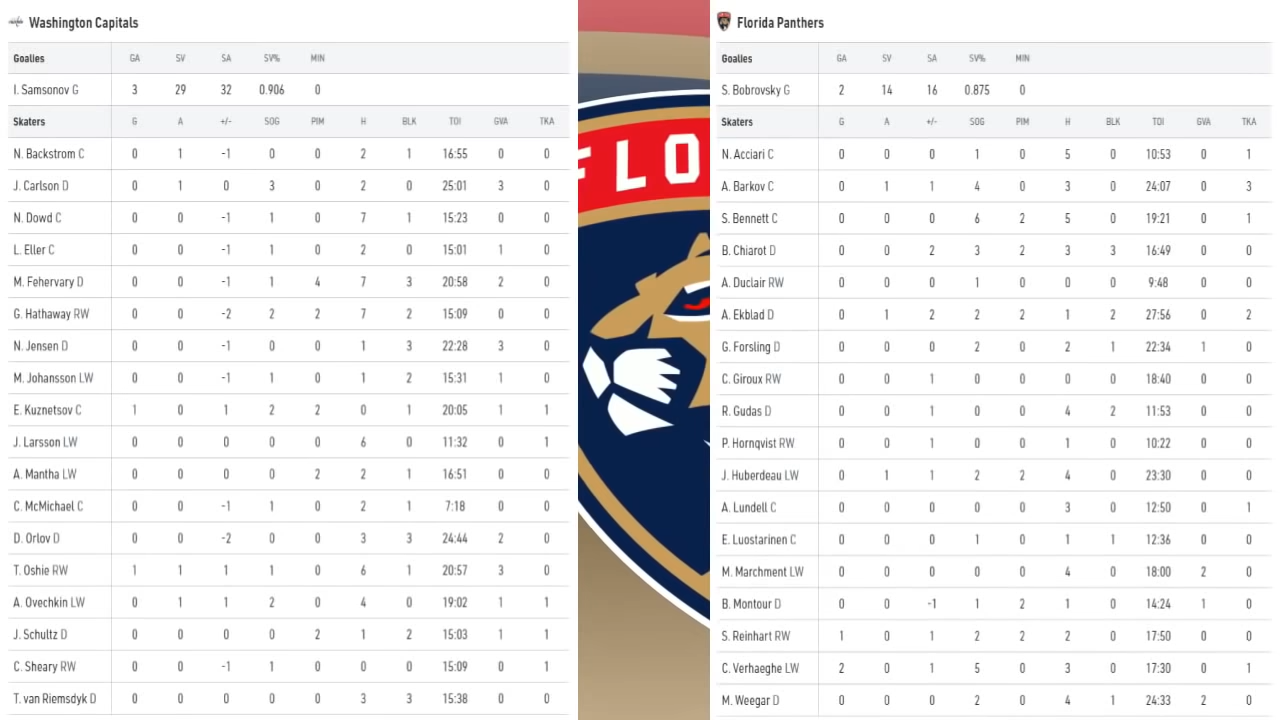 Washington Capitals
Goalies GA SV SA SV% MIN
I. Samsonov G 3 29 32 0.906 0
Skaters G A +/- SOG PIM H BLK TOI GVA TKA
N. Backstrom C 0 1 -1 0 0 2 1 16:55 0 0
J. Carlson D 0 1 0 3 0 2 0 25:01 3 0
N. Dowd C 0 0 -1 1 0 7 1 15:23 0 0
L. Eller C 0 0 -1 1 0 2 0 15:01 1 0
M. Fehervary D 0 0 -1 1 4 7 3 20:58 2 0
G. Hathaway RW 0 0 -2 2 2 7 2 15:09 0 0
N. Jensen D 0 0 -1 0 0 1 3 22:28 3 0
M. Johansson LW 0 0 -1 1 0 1 2 15:31 1 0
E. Kuznetsov C 1 0 1 2 2 0 1 20:05 1 1
J. Larsson LW 0 0 0 0 0 6 0 11:32 0 1
A. Mantha LW 0 0 0 0 2 2 1 16:51 0 0
C. McMichael C 0 0 -1 1 0 2 1 7:18 0 0
D. Orlov D 0 0 -2 0 0 3 3 24:44 2 0
T. Oshie RW 1 1 1 1 0 6 1 20:57 3 0
A. Ovechkin LW 0 1 1 2 0 4 0 19:02 1 1
J. Schultz D 0 0 0 0 2 1 2 15:03 1 1
C. Sheary RW 0 0 -1 1 0 0 0 15:09 0 1
T. van Riemsdyk D 0 0 0 0 0 3 3 15:38 0 0
FLO
Florida Panthers
Goalies GA SV SA SV% MIN
S. Bobrovsky G 2 14 16 0.875 0
Skaters G A +/- SOG PIM H BLK TOI GVA TKA
N. Acciari C 0 0 0 1 0 5 0 10:53 0 1
A. Barkov C 0 1 1 4 0 3 0 24:07 0 3
S. Bennett C 0 0 0 6 2 5 0 19:21 0 1
B. Chiarot D 0 0 2 3 2 3 3 16:49 0 0
A. Duclair RW 0 0 0 1 0 0 0 9:48 0 0
A. Ekblad D 0 1 2 2 2 1 2 27:56 0 2
G. Forsling D 0 0 0 2 0 2 1 22:34 1 0
C. Giroux RW 0 0 1 0 0 0 0 18:40 0 0
R. Gudas D 0 0 1 0 0 4 2 11:53 0 0
P. Hornqvist RW 0 0 1 0 0 1 0 10:22 0 0
J. Huberdeau LW 0 1 1 2 2 4 0 23:30 0 0
A. Lundell C 0 0 0 0 0 3 0 12:50 0 1
E. Luostarinen C 0 0 0 1 0 1 1 12:36 0 0
M. Marchment LW 0 0 0 0 0 4 0 18:00 2 0
B. Montour D 0 0 -1 1 2 1 0 14:24 1 0
S. Reinhart RW 1 0 1 2 2 2 0 17:50 0 0
C. Verhaeghe LW 2 0 1 5 0 3 0 17:30 0 1
M. Weegar D 0 0 0 2 0 4 1 24:33 2 0